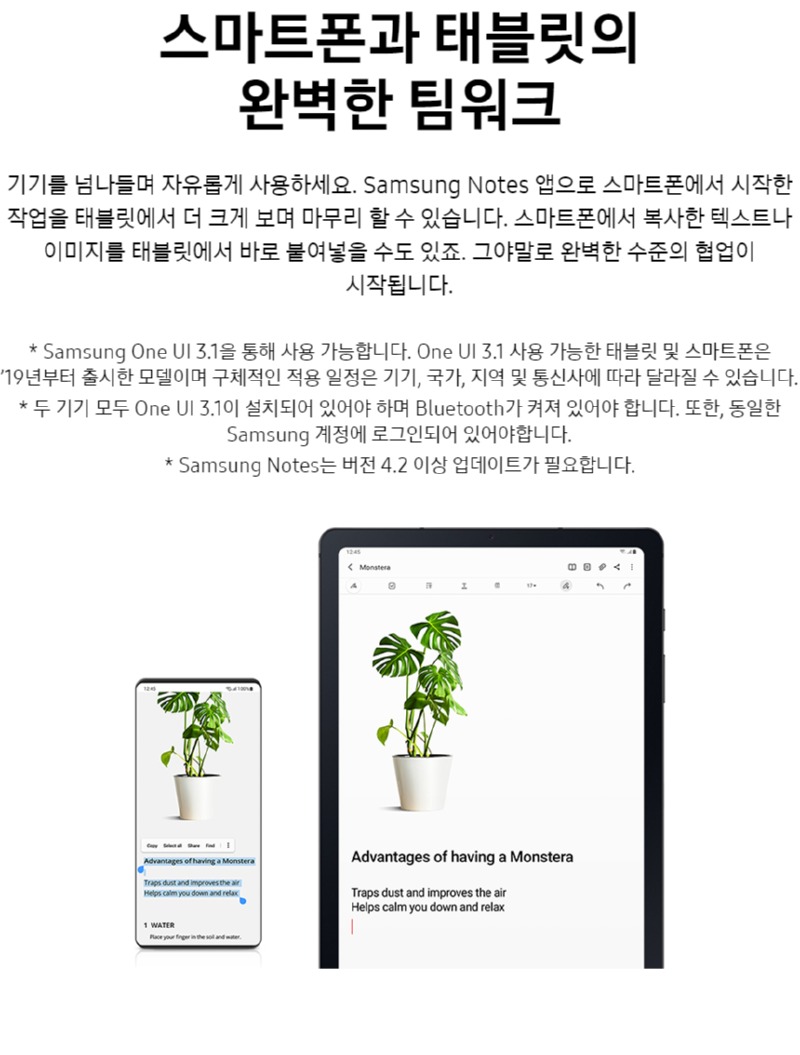 스마트폰과 태블릿의
완벽한 팀워크
기기를 넘나들며 자유롭게 사용하세요. Samsung Notes 앱으로 스마트폰에서 시작한
작업을 태블릿에서 더 크게 보며 마무리 할 수 있습니다. 스마트폰에서 복사한 텍스트나
이미지를 태블릿에서 바로 붙여넣을 수도 있죠. 그야말로 완벽한 수준의 협업이
시작됩니다.
* Samsung One UI 3.1을 통해 사용 가능합니다. One UI 3.1 사용 가능한 태블릿 및 스마트폰은
'19년부터 출시한 모델이며 구체적인 적용 일정은 기기, 국가, 지역 및 통신사에 따라 달라질 수 있습니다.
* 두 기기 모두 One UI 3.1이 설치되어 있어야 하며 Bluetooth가 켜져 있어야 합니다. 또한, 동일한
Samsung 계정에 로그인되어 있어야합니다.
* Samsung Notes는 버전 4.2 이상 업데이트가 필요합니다.
12:45
Monstera
17
Advantages of having a Monstera
Traps dust and improves the air
Helps calm you down and relax
12:45 100%
Copy Select all Share Find
Advantages of having a Monstera
Traps dust and improves the air
Helps calm you down and relax
1 WATER
Place your finger in the soil and water.